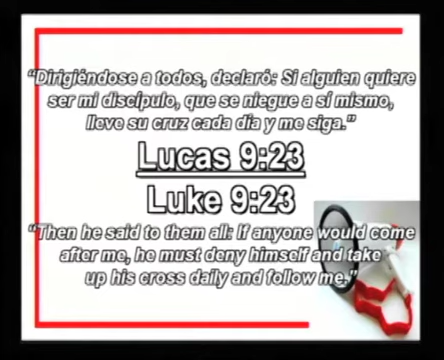 “Dirigiéndose a todos, declaró: Si alguien quiere
ser mi discípulo, que se niegue a sí mismo,
lleve su cruz cada día y me siga.”
Lucas 9:23
Luke 9:23
“Then he said to them all: If anyone would come
after me, he must deny himself and take
up his cross daily and follow me.”